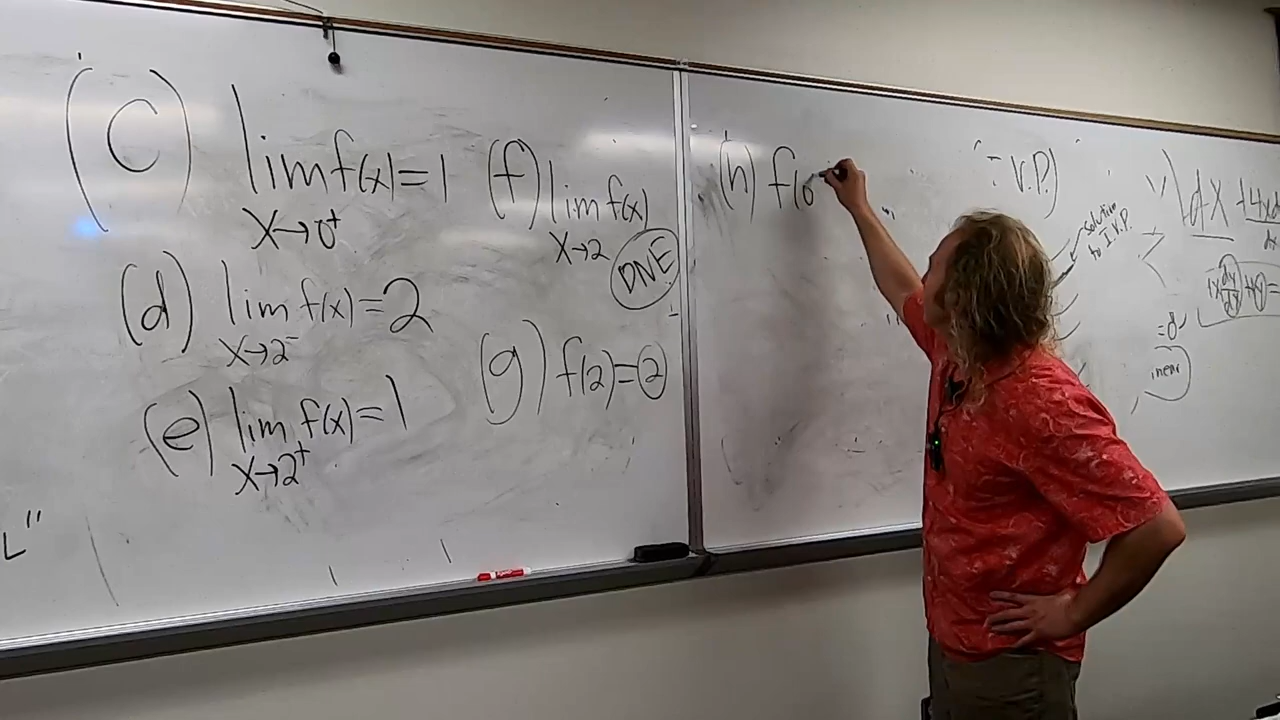 (c) lim f(x)=1
x→0⁺
(d) lim f(x)=2
x→2⁻
(e) lim f(x)=1
x→2⁺
L"
(f) lim f(x)
x→2
DNE
(g) f(2)=2
(h) f(0
V.P.)
Solution
to I.V.P.